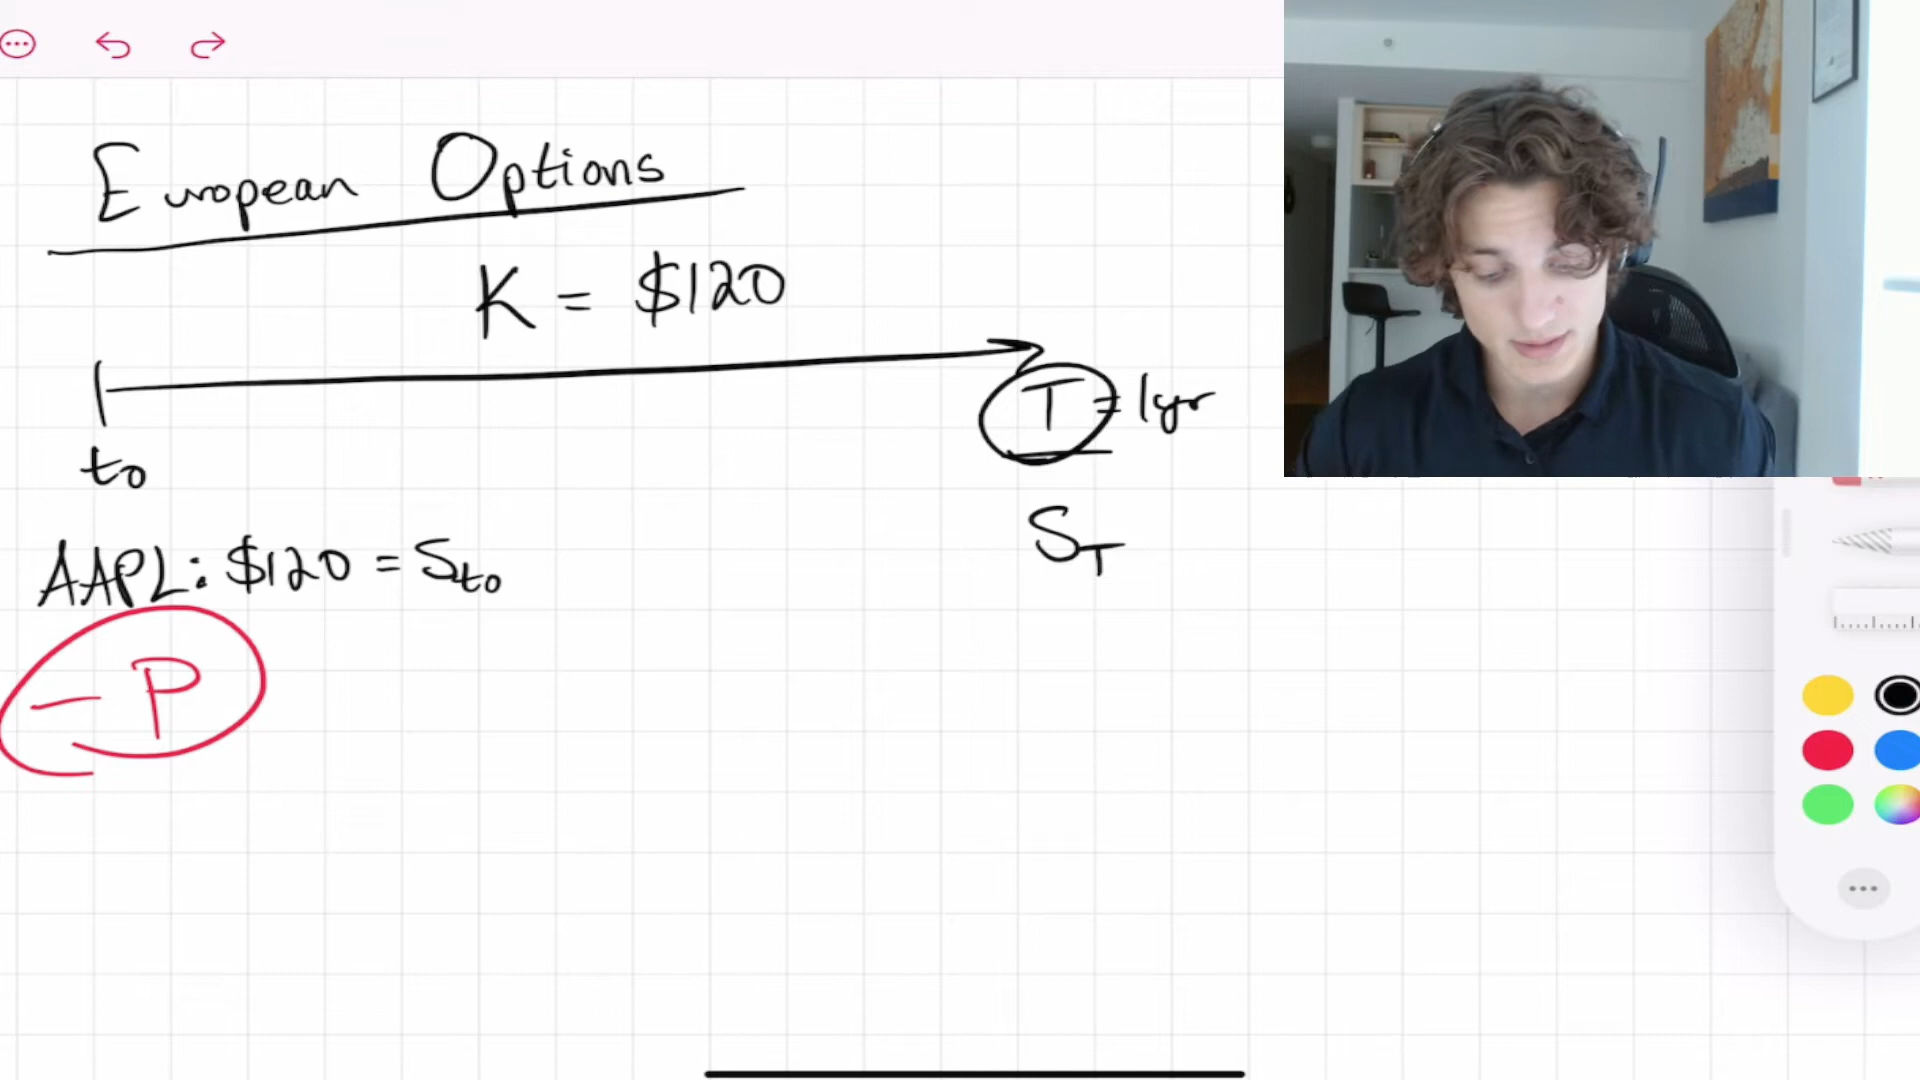 European Options
K = $120
T = 1yr
t0
ST
AAPL: $120 = St0
- P